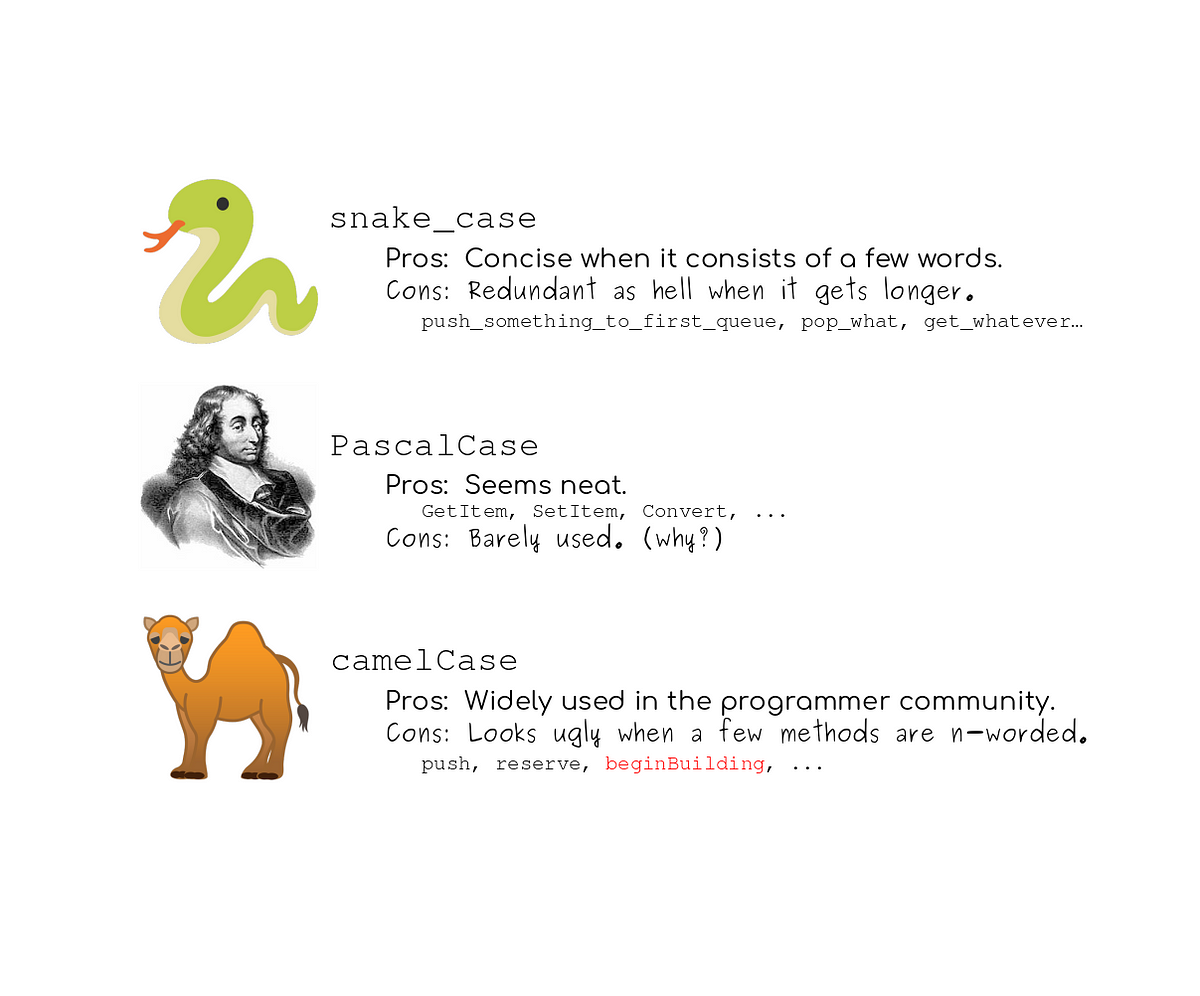 snake_case
Pros: Concise when it consists of a few words.
Cons: Redundant as hell when it gets longer.
push_something_to_first_queue, pop_what, get_whatever…
PascalCase
Pros: Seems neat.
GetItem, SetItem, Convert, ...
Cons: Barely used. (why?)
camelCase
Pros: Widely used in the programmer community.
Cons: Looks ugly when a few methods are n-worded.
push, reserve, beginBuilding, ...